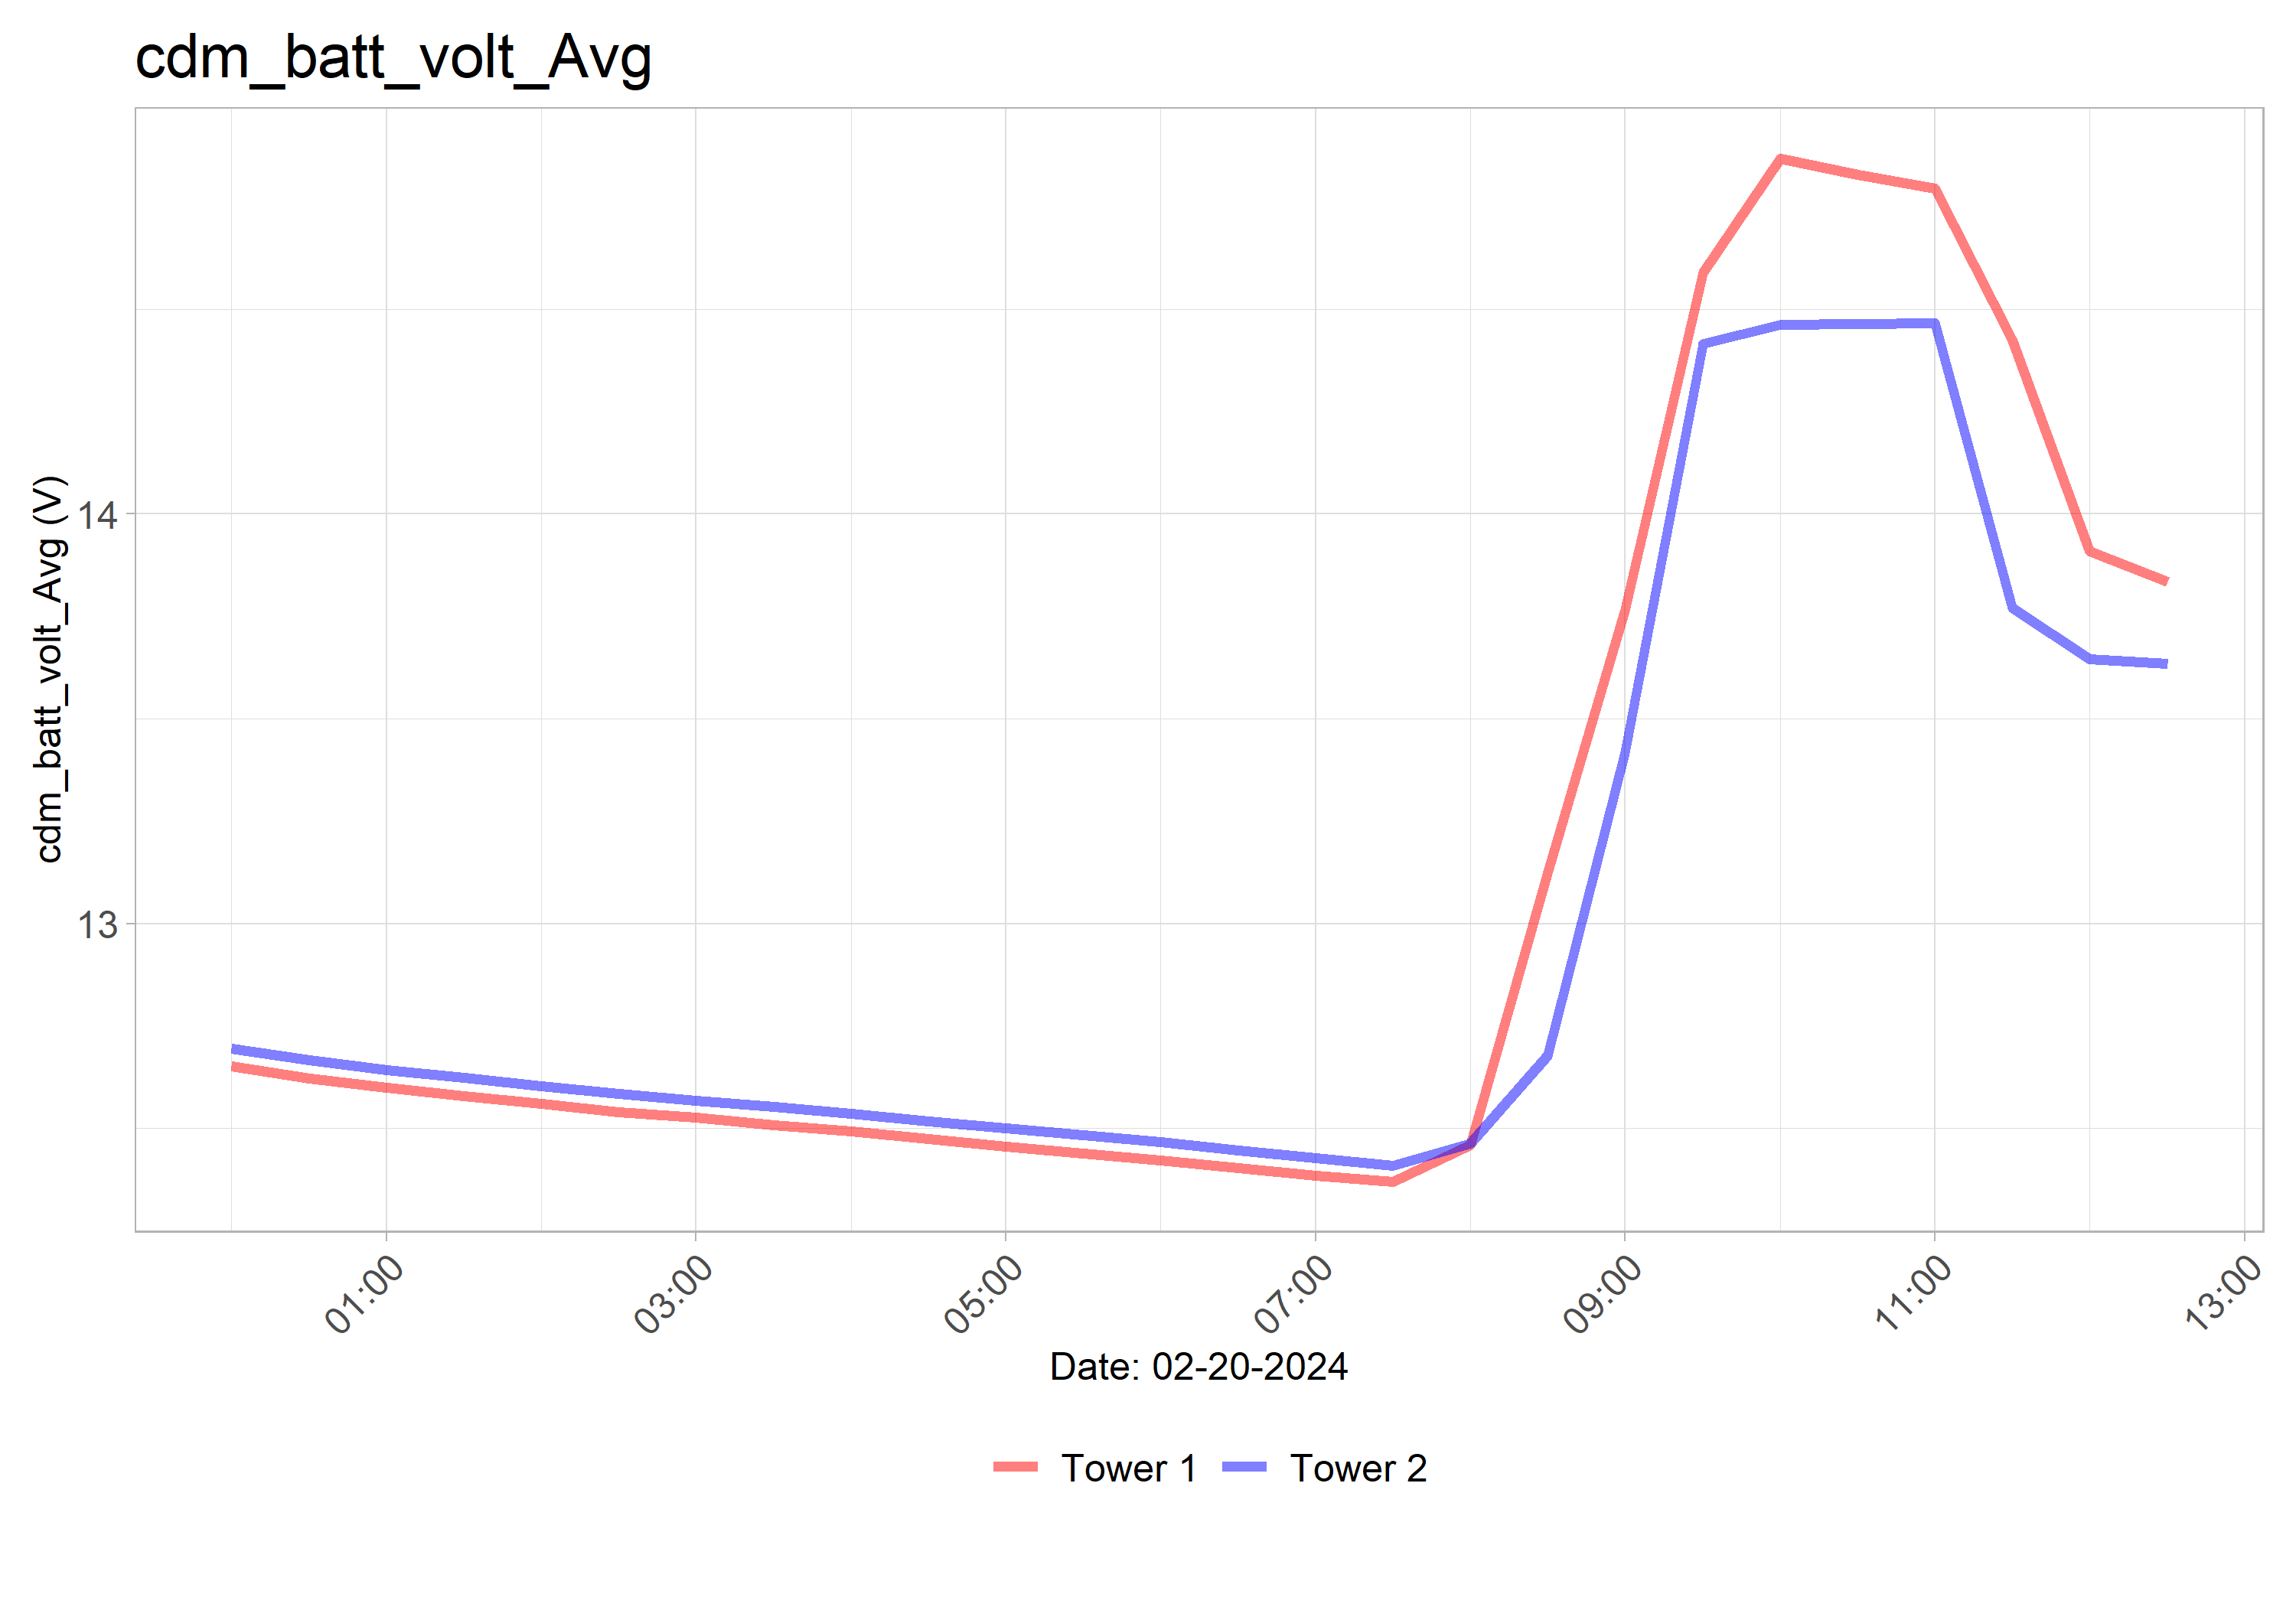 cdm_batt_volt_Avg
cdm_batt_volt_Avg (V)
14
13
01:00
03:00
05:00
07:00
09:00
11:00
13:00
Date: 02-20-2024
Tower 1
Tower 2